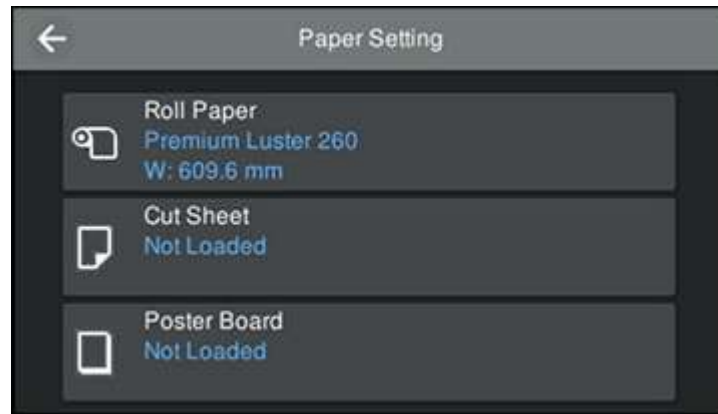 Paper Setting
Roll Paper
Premium Luster 260
W: 609.6 mm
Cut Sheet
Not Loaded
Poster Board
Not Loaded